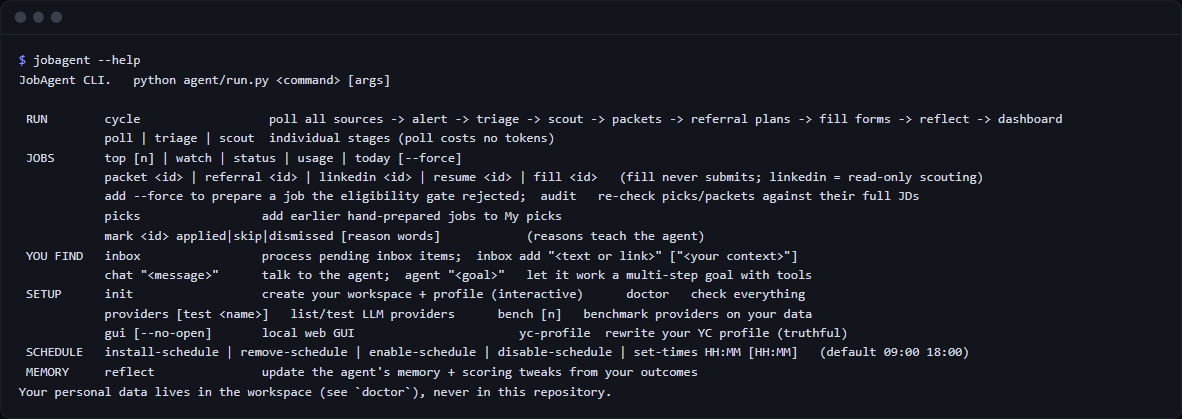 $ jobagent --help
JobAgent CLI.   python agent/run.py <command> [args]
RUN        cycle                 poll all sources -> alert -> triage -> scout -> packets -> referral plans -> fill forms -> reflect -> dashboard
           poll | triage | scout  individual stages (poll costs no tokens)
JOBS       top [n] | watch | status | usage | today [--force]
           packet <id> | referral <id> | linkedin <id> | resume <id> | fill <id>   (fill never submits; linkedin = read-only scouting)
           add --force to prepare a job the eligibility gate rejected;  audit   re-check picks/packets against their full JDs
           picks                add earlier hand-prepared jobs to My picks
           mark <id> applied|skip|dismissed [reason words]           (reasons teach the agent)
YOU FIND   inbox                process pending inbox items;  inbox add "<text or link>" ["<your context>"]
           chat "<message>"      talk to the agent;  agent "<goal>"   let it work a multi-step goal with tools
SETUP      init                 create your workspace + profile (interactive)      doctor   check everything
           providers [test <name>]   list/test LLM providers      bench [n]   benchmark providers on your data
           gui [--no-open]       local web GUI                     yc-profile  rewrite your YC profile (truthful)
SCHEDULE   install-schedule | remove-schedule | enable-schedule | disable-schedule | set-times HH:MM [HH:MM]   (default 09:00 18:00)
MEMORY     reflect              update the agent's memory + scoring tweaks from your outcomes
Your personal data lives in the workspace (see `doctor`), never in this repository.